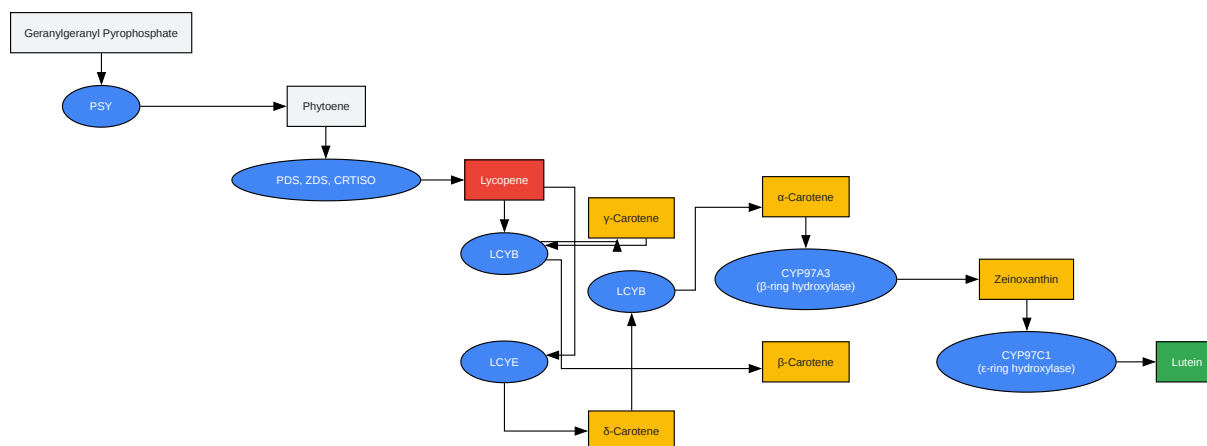 Geranylgeranyl Pyrophosphate
PSY
Phytoene
PDS, ZDS, CRTISO
Lycopene
LCYB
γ-Carotene
LCYB
LCYE
δ-Carotene
α-Carotene
CYP97A3
(β-ring hydroxylase)
β-Carotene
Zeinoxanthin
CYP97C1
(ε-ring hydroxylase)
Lutein